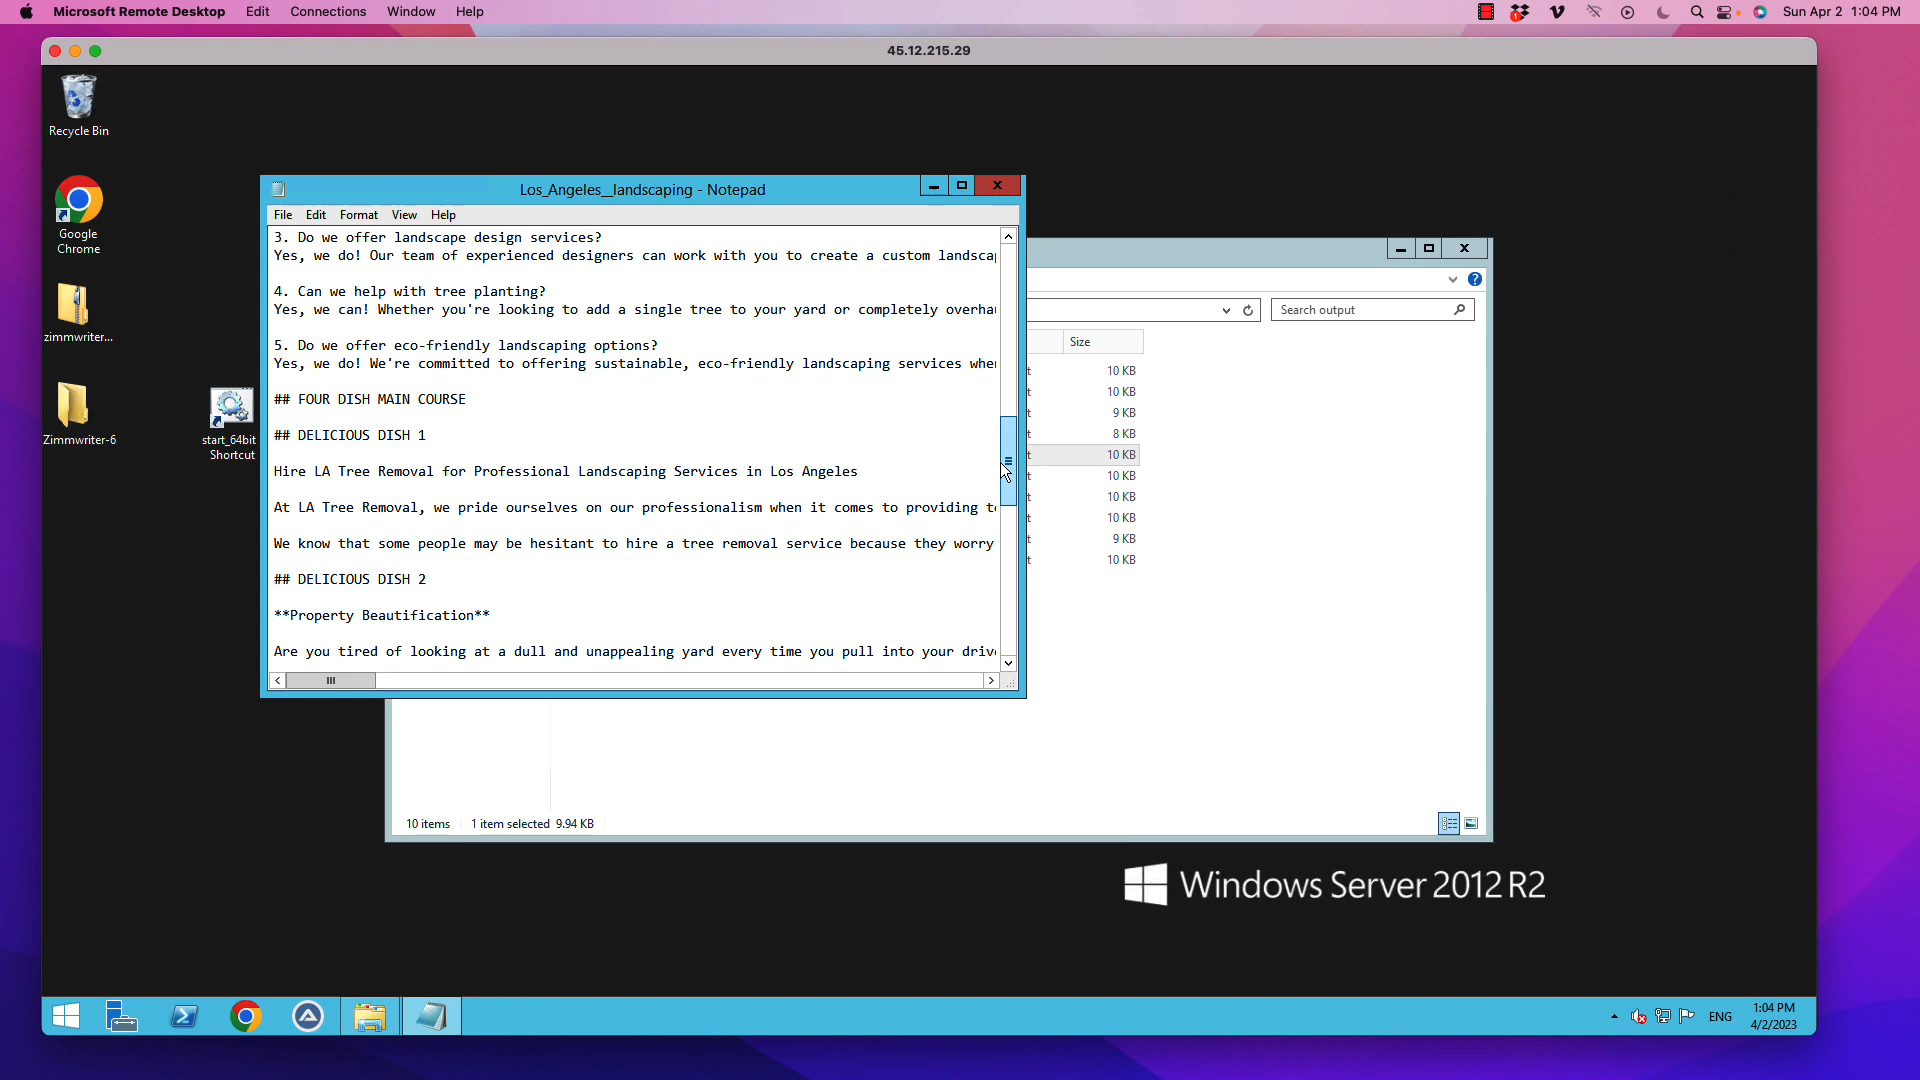 Microsoft Remote Desktop Edit Connections Window Help
Sun Apr 2 1:04 PM
45.12.215.29
Recycle Bin
Google
Chrome
zimmwriter...
Zimmwriter-6
start_64bit
Shortcut
Los_Angeles__landscaping - Notepad
File Edit Format View Help
3. Do we offer landscape design services?
Yes, we do! Our team of experienced designers can work with you to create a custom
4. Can we help with tree planting?
Yes, we can! Whether you're looking to add a single tree to your yard or completely
5. Do we offer eco-friendly landscaping options?
Yes, we do! We're committed to offering sustainable, eco-friendly landscaping services
## FOUR DISH MAIN COURSE
## DELICIOUS DISH 1
Hire LA Tree Removal for Professional Landscaping Services in Los Angeles
At LA Tree Removal, we pride ourselves on our professionalism when it comes to providing
We know that some people may be hesitant to hire a tree removal service because they worry
## DELICIOUS DISH 2
**Property Beautification**
Are you tired of looking at a dull and unappealing yard every time you pull into your
Search output
Size
10 KB
10 KB
9 KB
8 KB
10 KB
10 KB
10 KB
10 KB
9 KB
10 KB
10 items 1 item selected 9.94 KB
Windows Server 2012 R2
ENG
1:04 PM
4/2/2023